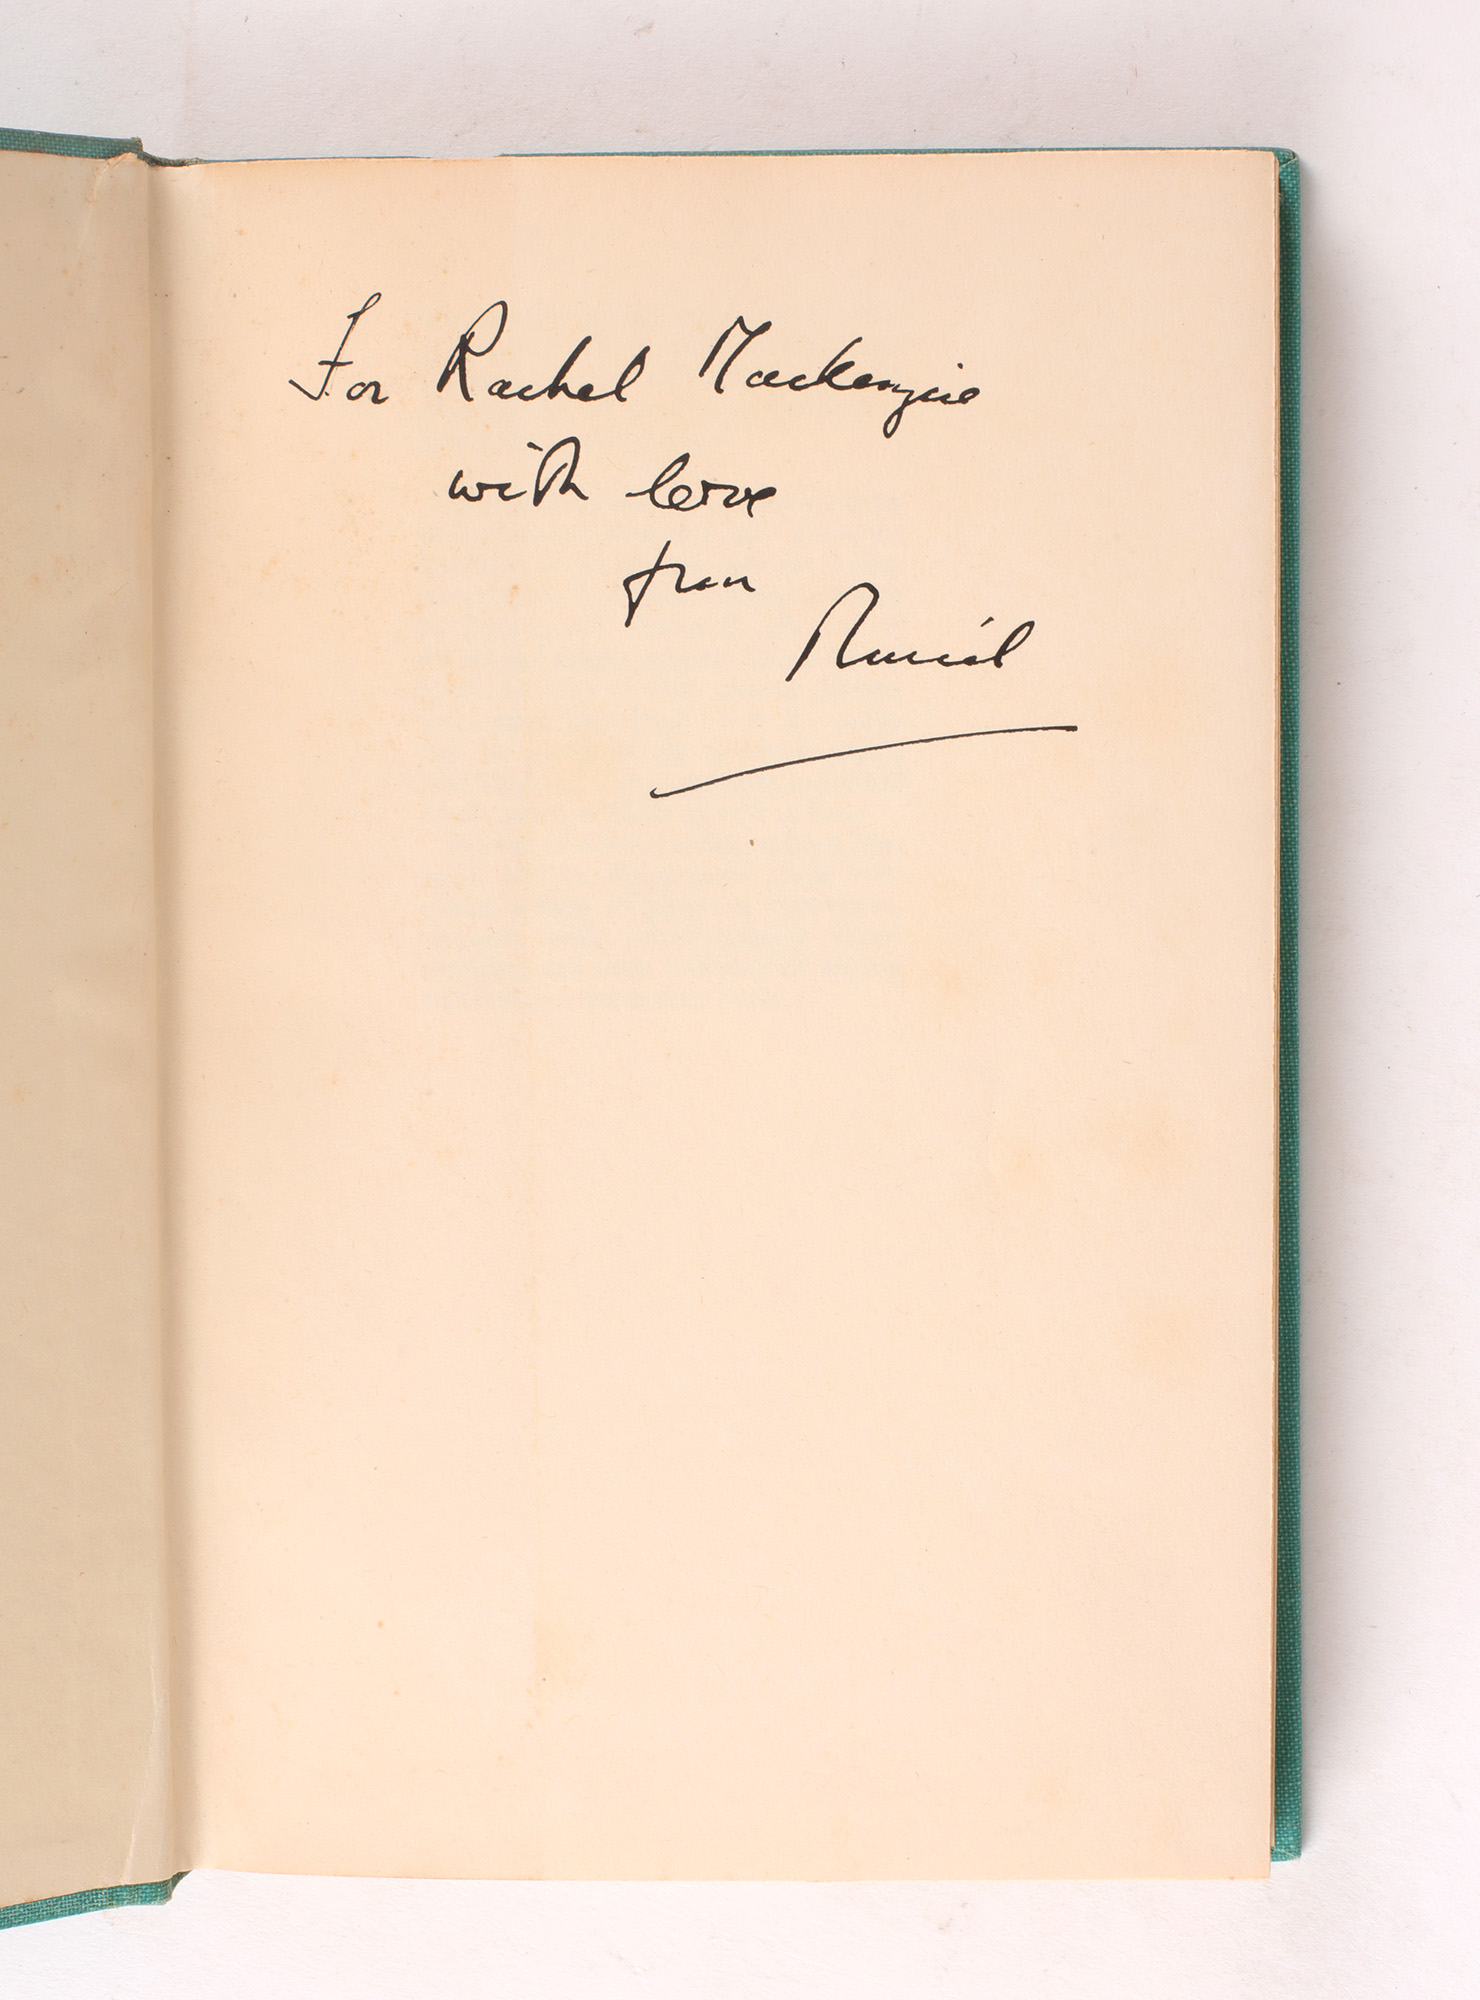 For Rachel Mackenzie
with love
from
Muriel